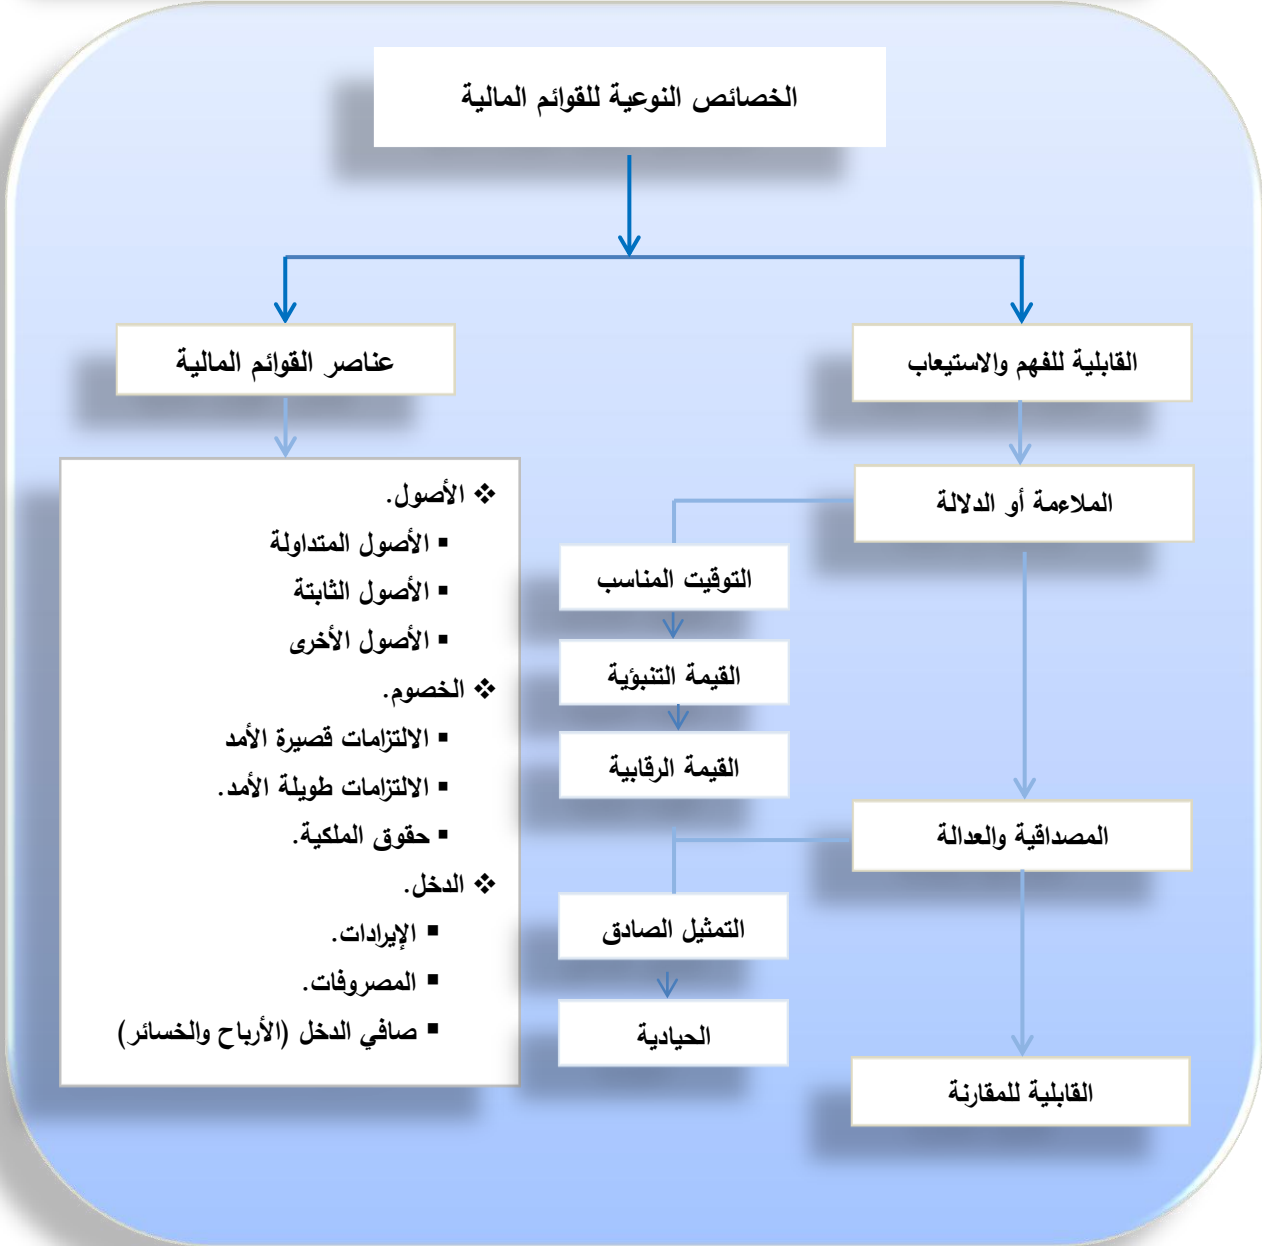 الخصائص النوعية للقوائم المالية
القابلية للفهم والاستيعاب
الملاءمة أو الدلالة
التوقيت المناسب
القيمة التنبؤية
القيمة الرقابية
المصداقية والعدالة
التمثيل الصادق
الحيادية
القابلية للمقارنة
عناصر القوائم المالية
❖ الأصول.
▪ الأصول المتداولة
▪ الأصول الثابتة
▪ الأصول الأخرى
❖ الخصوم.
▪ الالتزامات قصيرة الأمد
▪ الالتزامات طويلة الأمد.
▪ حقوق الملكية.
❖ الدخل.
▪ الإيرادات.
▪ المصروفات.
▪ صافي الدخل (الأرباح والخسائر)